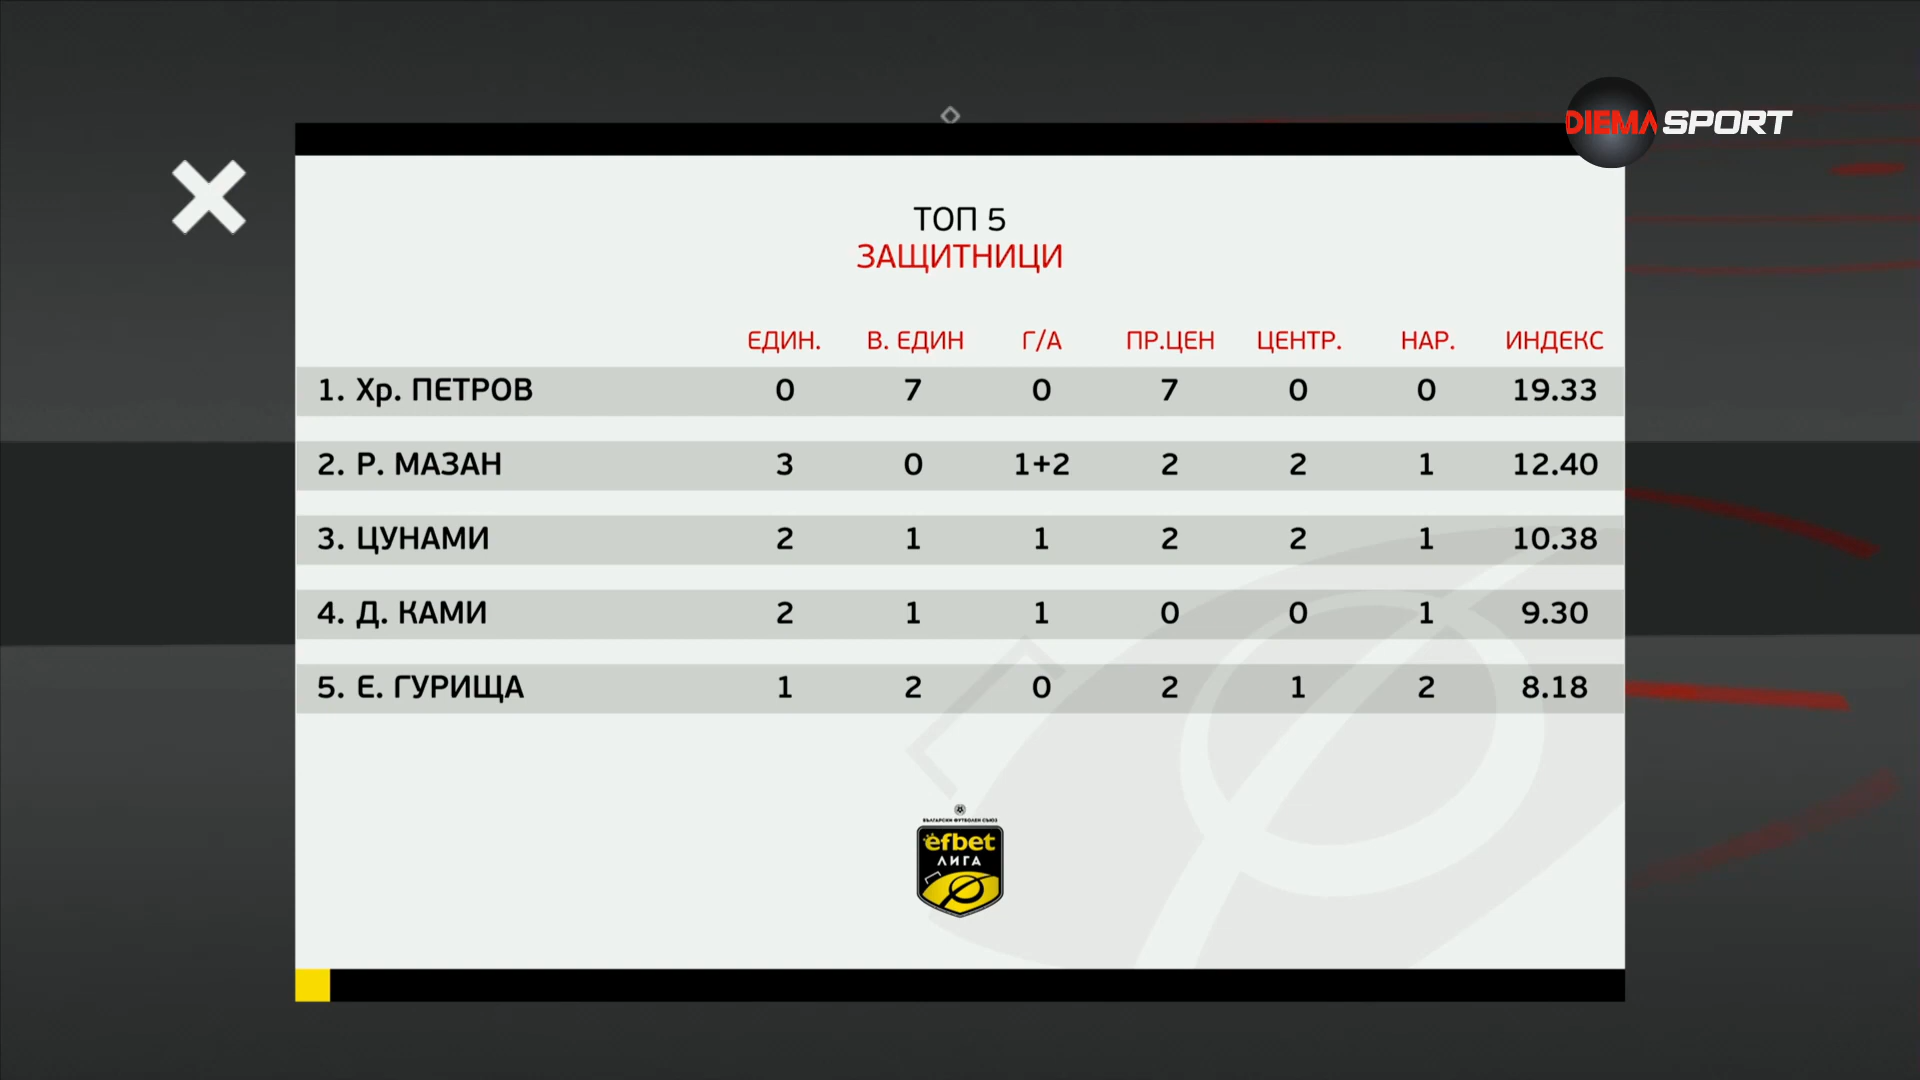 DIEMA SPORT
ТОП 5
ЗАЩИТНИЦИ
ЕДИН. В. ЕДИН Г/А ПР.ЦЕН ЦЕНТР. НАР. ИНДЕКС
1. Хр. ПЕТРОВ 0 7 0 7 0 0 19.33
2. Р. МАЗАН 3 0 1+2 2 2 1 12.40
3. ЦУНАМИ 2 1 1 2 2 1 10.38
4. Д. КАМИ 2 1 1 0 0 1 9.30
5. Е. ГУРИЩА 1 2 0 2 1 2 8.18
БЪЛГАРСКИ ФУТБОЛЕН СЪЮЗ
efbet
ЛИГА